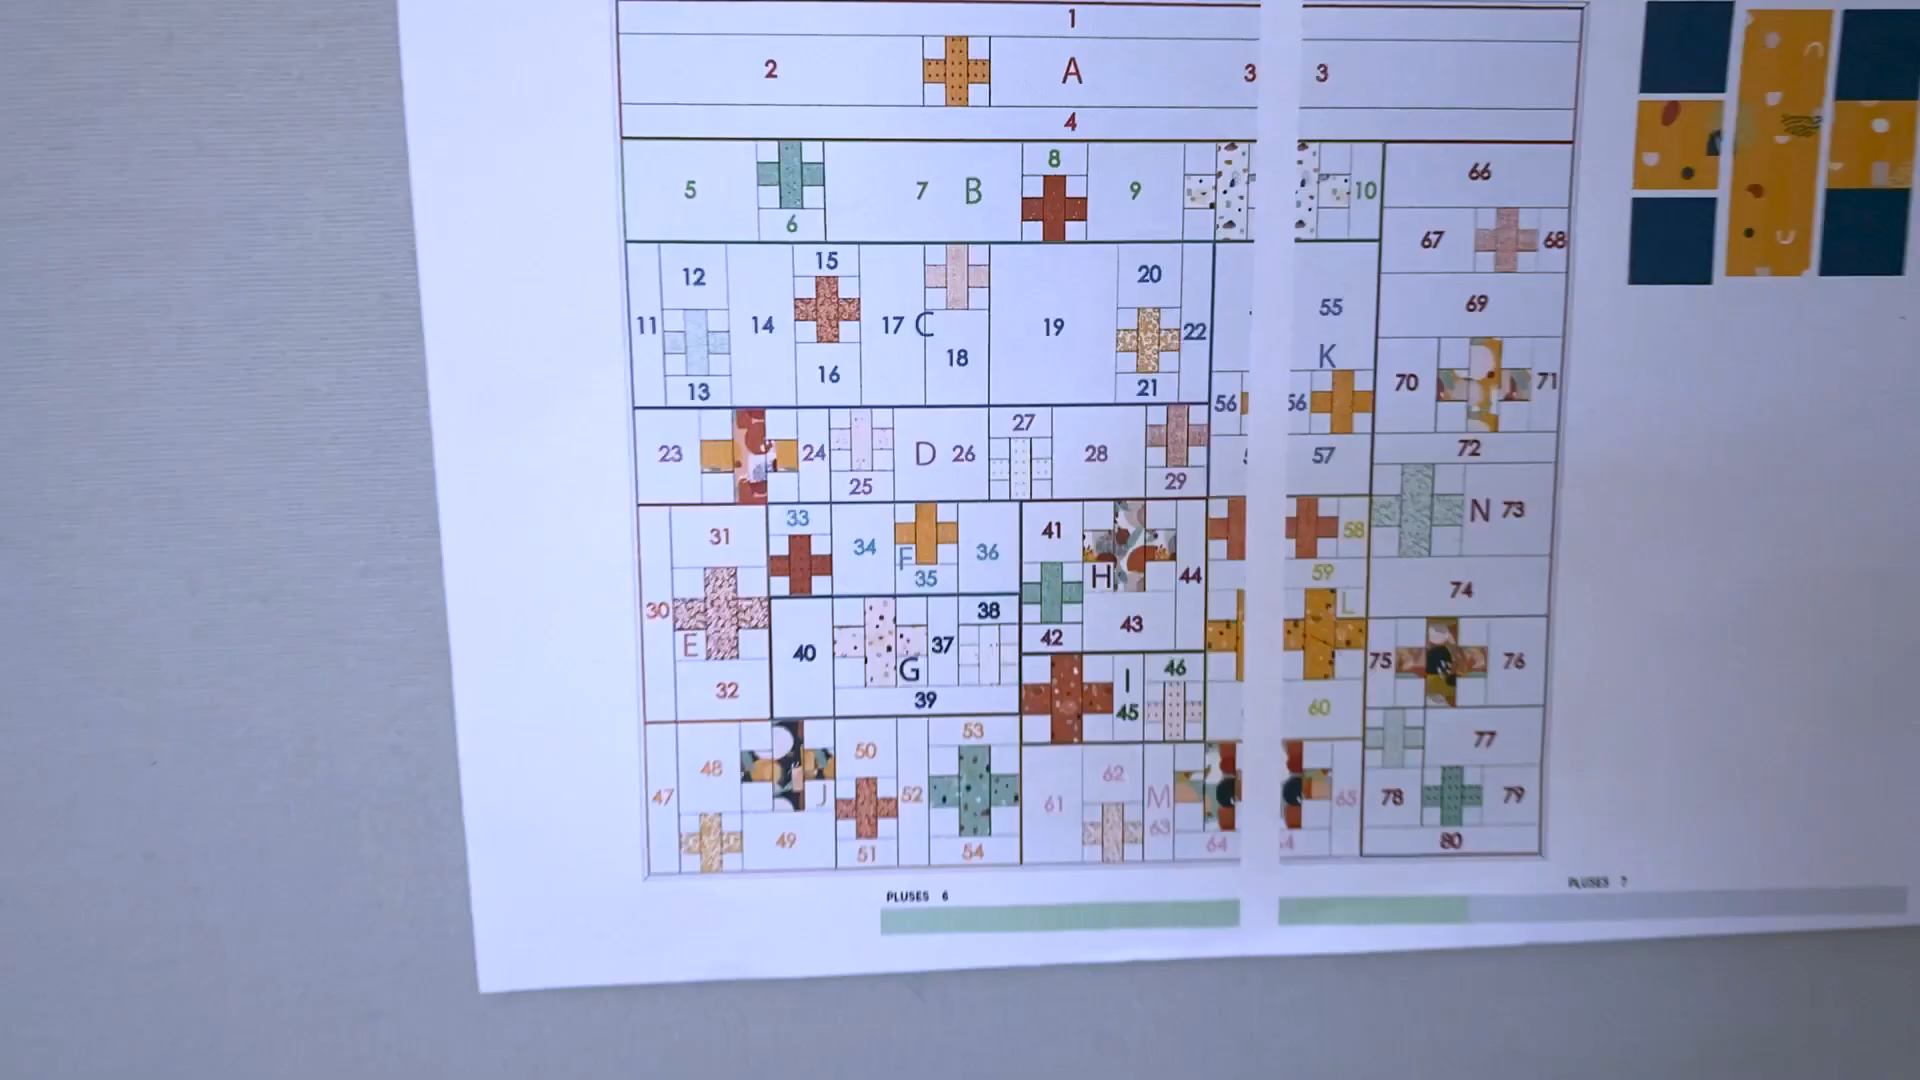 1
2 A 3 3
4
5 6 7 B 8 9 10
11 12 13 14 15 16 17 C 18 19 20 21 22
23 24 25 D 26 27 28 29
30 31 E 32
33 34 F 35 36
40 G 37 38 39
41 42 H 43 44
I 45 46
47 48 49 J 50 51 52 53 54
55
K
56 56
57
58
59
L
60
61 62 M 63 64 65
66
67 68
69
70 71
72
N 73
74
75 76
77
78 79
80
PLUSES 6
PLUSES 7